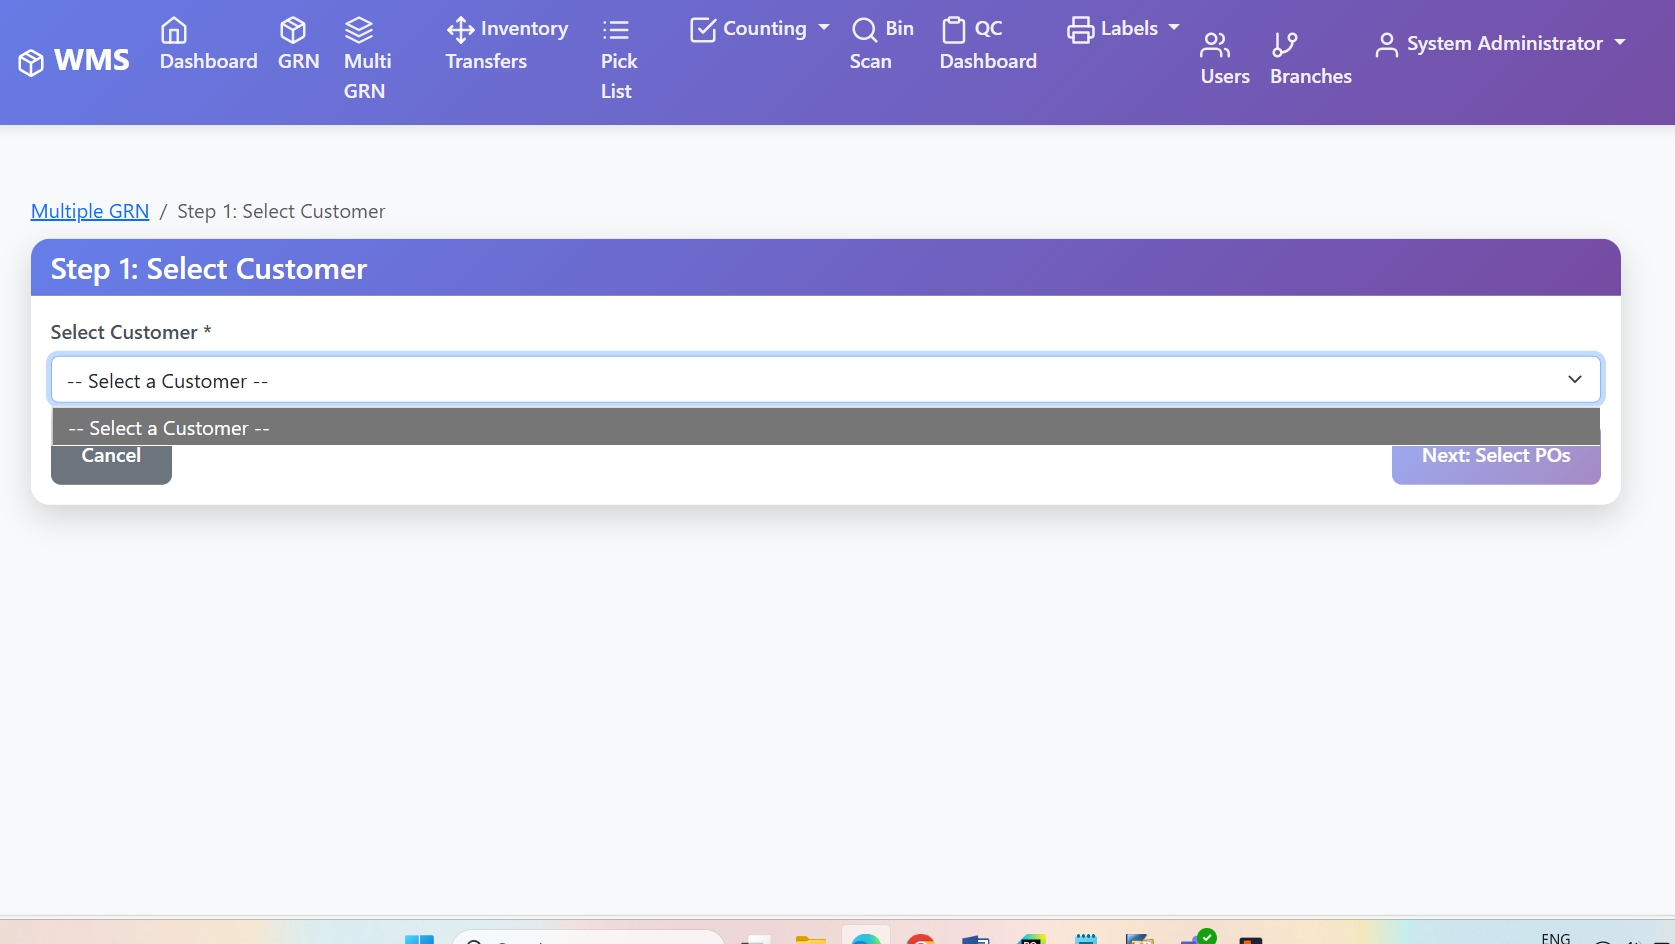 WMS
Dashboard
GRN
Multi
GRN
Inventory
Transfers
Pick
List
Counting
Bin
Scan
QC
Dashboard
Labels
Users
Branches
System Administrator
Multiple GRN / Step 1: Select Customer
Step 1: Select Customer
Select Customer *
-- Select a Customer --
-- Select a Customer --
Cancel
Next: Select POs
ENG